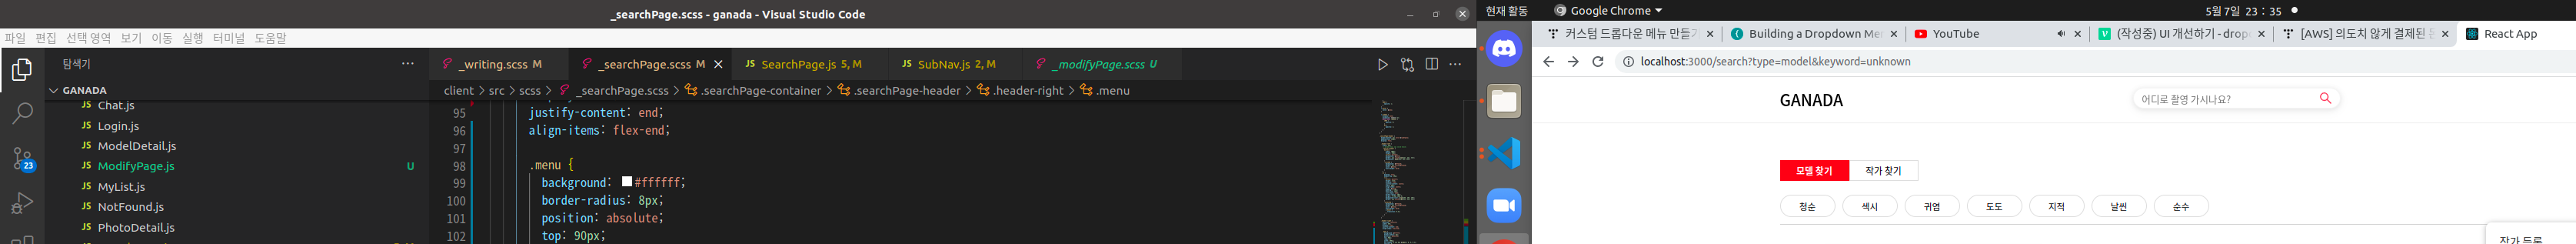 _searchPage.scss - ganada - Visual Studio Code
파일 편집 선택 영역 보기 이동 실행 터미널 도움말
탐색기
GANADA
JS Chat.js
JS Login.js
JS ModelDetail.js
JS ModifyPage.js U
JS MyList.js
JS NotFound.js
JS PhotoDetail.js
23
_writing.scss M
_searchPage.scss M
JS SearchPage.js 5, M
JS SubNav.js 2, M
_modifyPage.scss U
client > src > scss > _searchPage.scss > .searchPage-container > .searchPage-header > .header-right > .menu
95 justify-content: end;
96 align-items: flex-end;
97
98 .menu {
99 background: #ffffff;
100 border-radius: 8px;
101 position: absolute;
102 top: 90px;
현재 활동
Google Chrome
5월 7일 23 : 35
커스텀 드롭다운 메뉴 만들기
Building a Dropdown Me
YouTube
(작성중) UI 개선하기 - drop
[AWS] 의도치 않게 결제된
React App
localhost:3000/search?type=model&keyword=unknown
GANADA
어디로 촬영 가시나요?
모델 찾기 작가 찾기
청순 섹시 귀염 도도 지적 날씬 순수
작가 등록